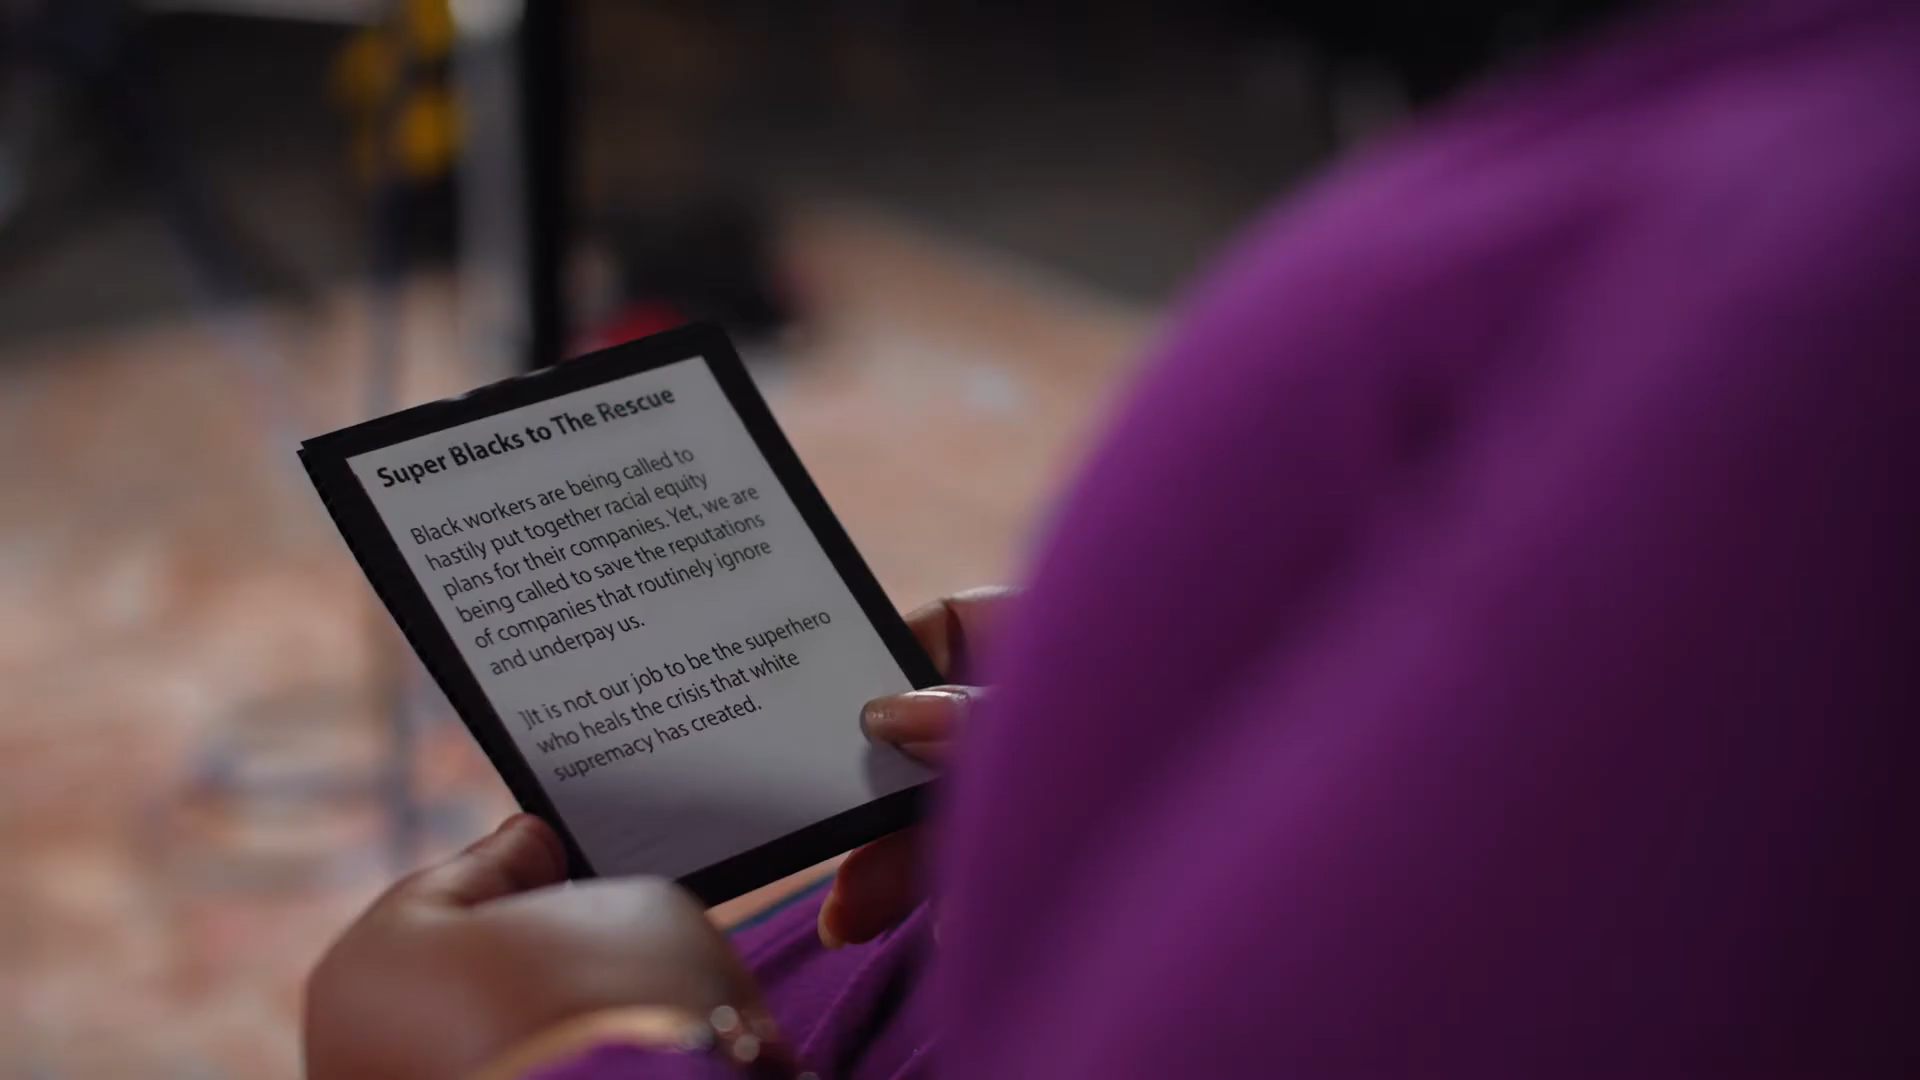 Super Blacks to The Rescue
Black workers are being called to
hastily put together racial equity
plans for their companies. Yet, we are
being called to save the reputations
of companies that routinely ignore
and underpay us.
]It is not our job to be the superhero
who heals the crisis that white
supremacy has created.